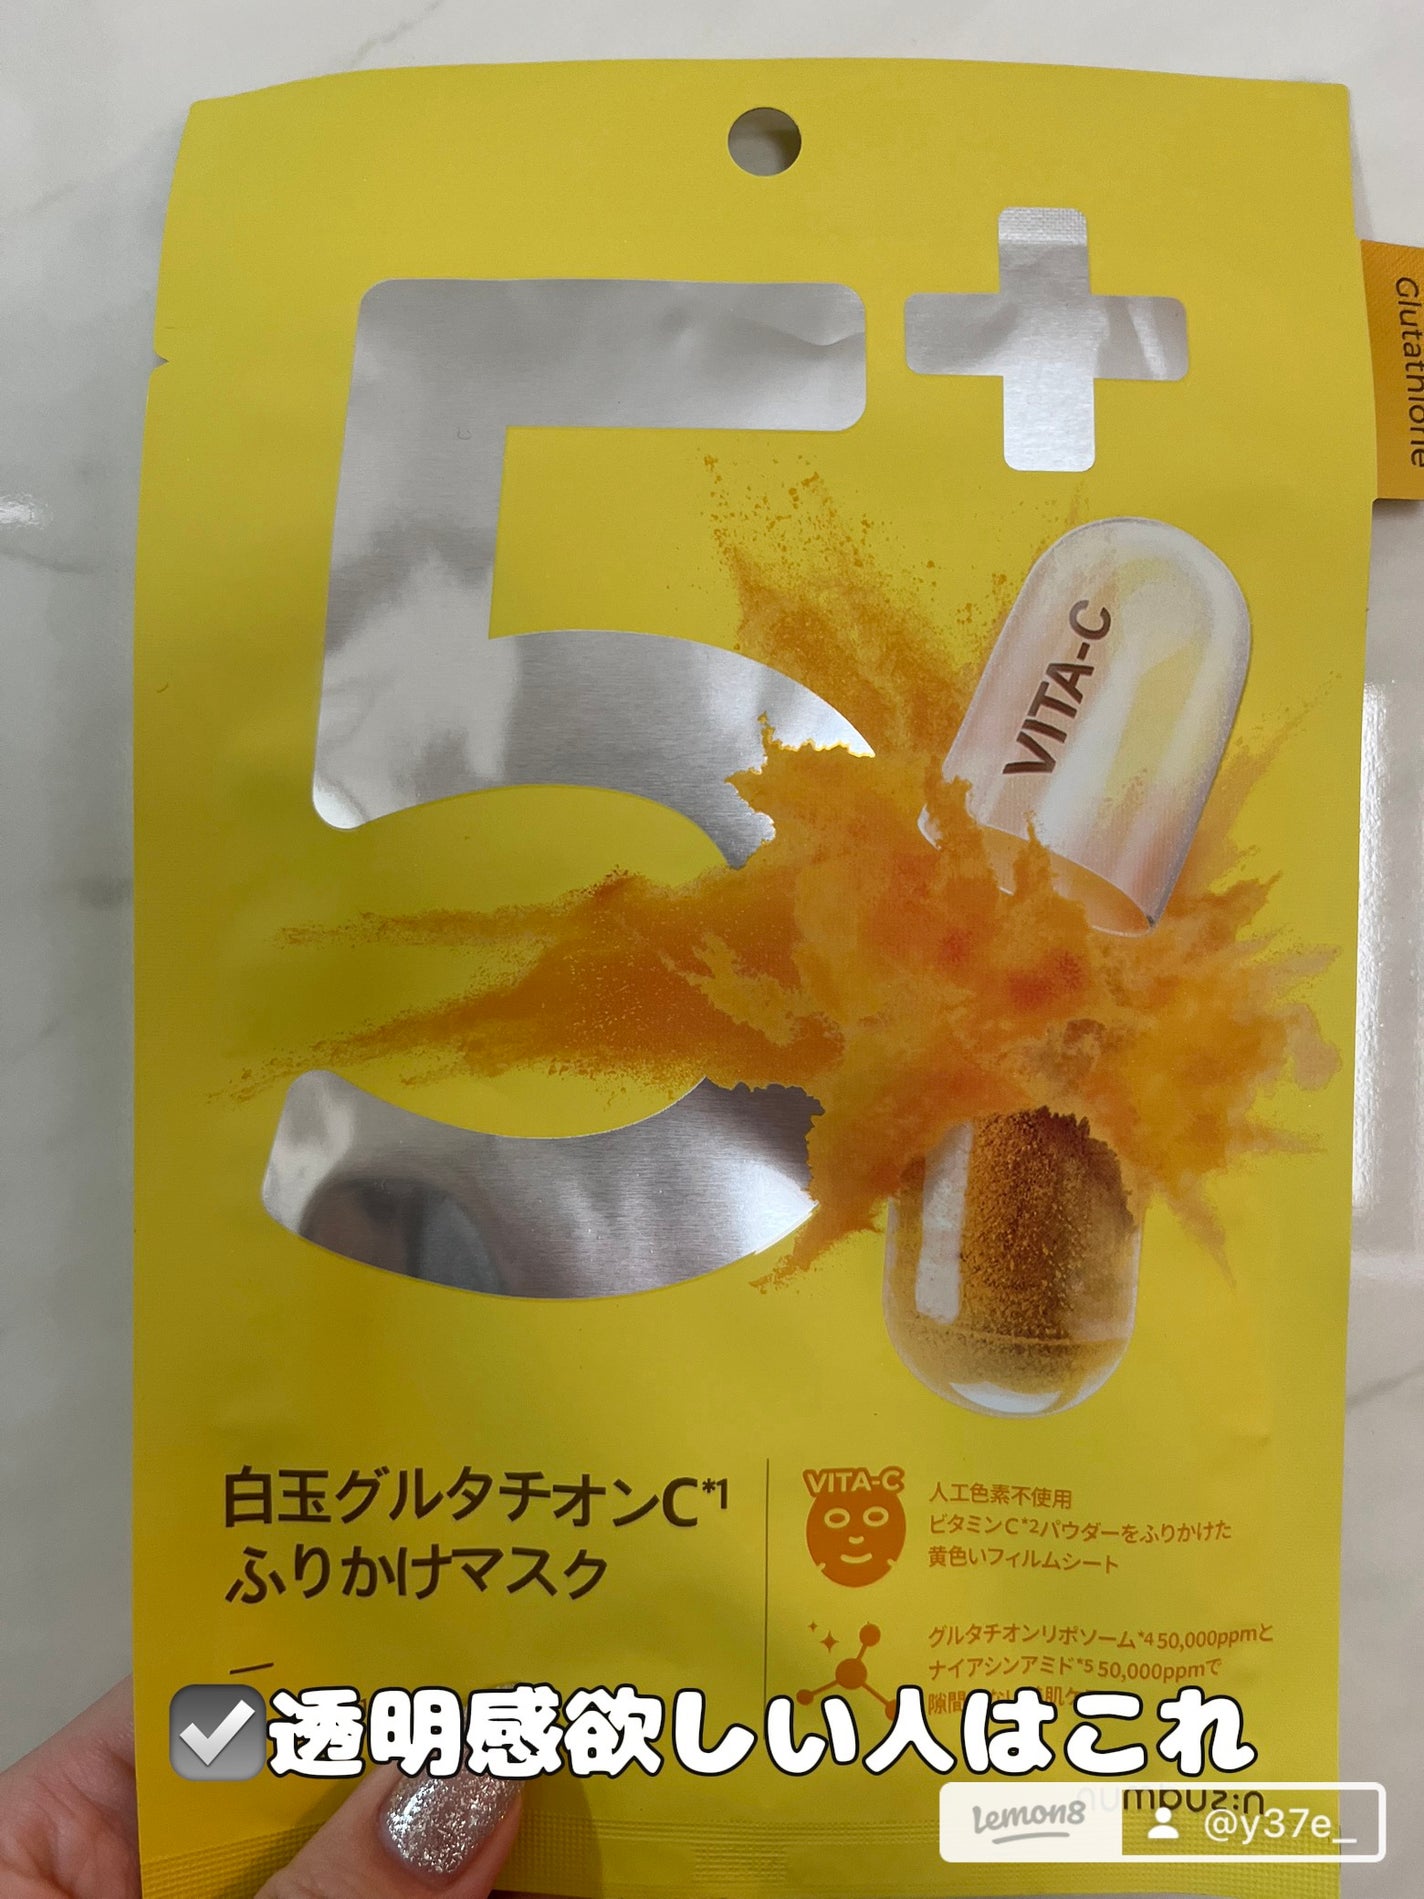 Glutathione
VITA-C
5+
白玉グルタチオンC*1
ふりかけマスク
VITA-C
人工色素不使用
ビタミンC*2パウダーをふりかけた
黄色いフィルムシート
グルタチオンリポソーム*4 50,000ppmと
ナイアシンアミド*5 50,000ppmで
☑透明感欲しい人はこれ
numbuz:n
Lemon8
@y37e_